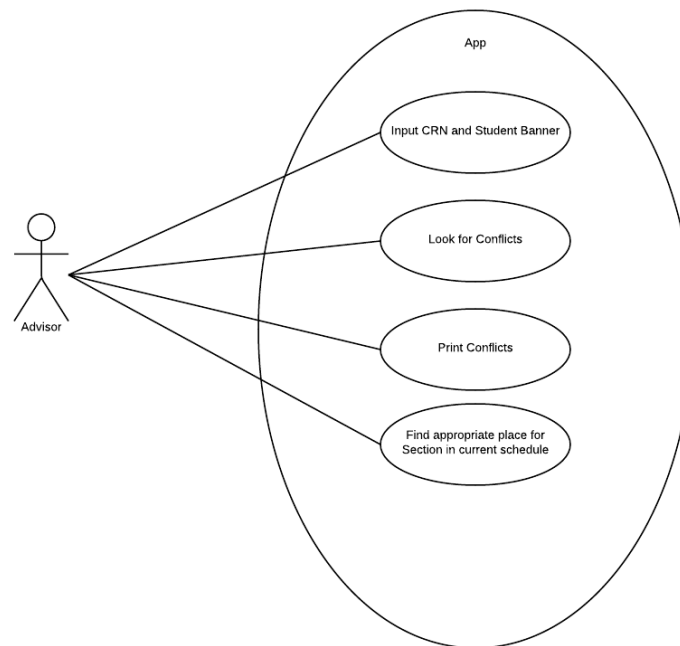 App
Input CRN and Student Banner
Look for Conflicts
Advisor
Print Conflicts
Find appropriate place for
Section in current schedule